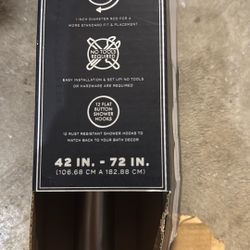 1 INCH DIAMETER ROD FOR A
MORE STANDARD FIT & PLACEMENT
NO TOOLS
REQUIRED
EASY INSTALLATION & SET UP! NO TOOLS
OR HARDWARE ARE REQUIRED
12 FLAT
BUTTON
SHOWER
HOOKS
12 RUST RESISTANT SHOWER HOOKS TO
MATCH BACK TO YOUR BATH DECOR
42 IN. - 72 IN.
(106.68 CM A 182.88 CM)